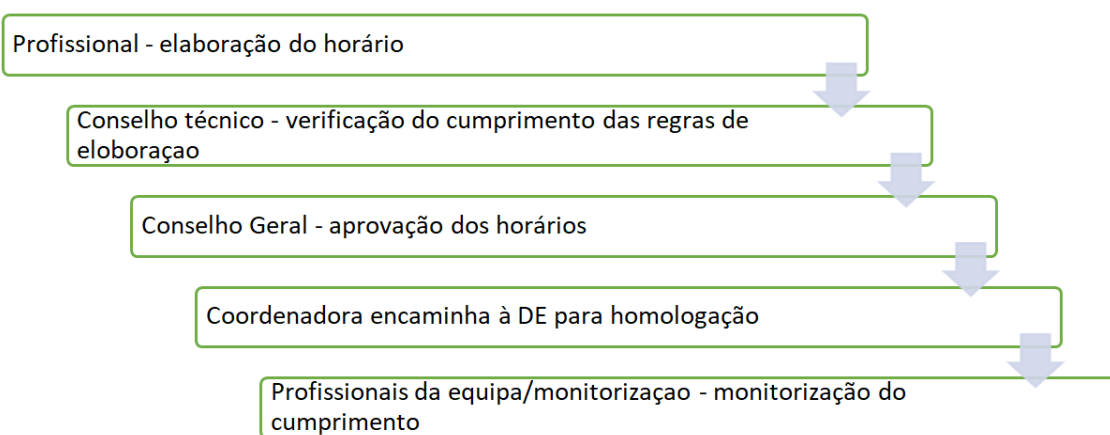 Profissional - elaboração do horário
Conselho técnico - verificação do cumprimento das regras de
eloboraçao
Conselho Geral - aprovação dos horários
Coordenadora encaminha à DE para homologação
Profissionais da equipa/monitorizaçao - monitorização do
cumprimento